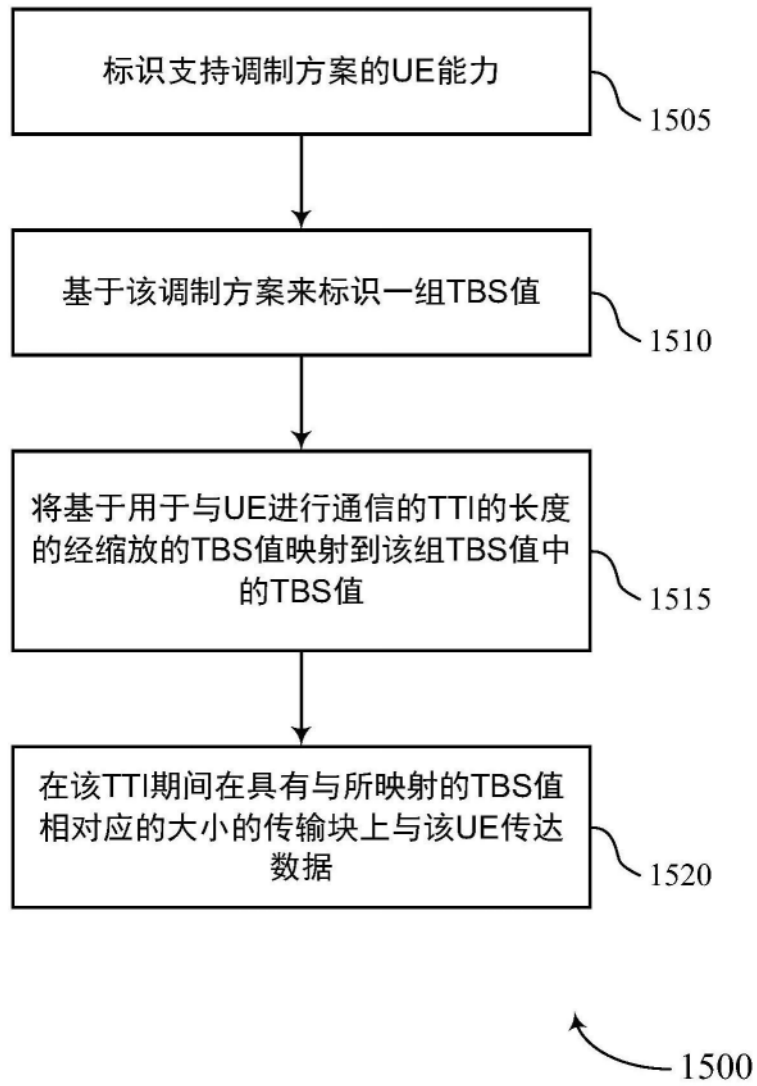 标识支持调制方案的UE能力
1505
基于该调制方案来标识一组TBS值
1510
将基于用于与UE进行通信的TTI的长度
的经缩放的TBS值映射到该组TBS值中
的TBS值
1515
在该TTI期间在具有与所映射的TBS值
相对应的大小的传输块上与该UE传达
数据
1520
1500